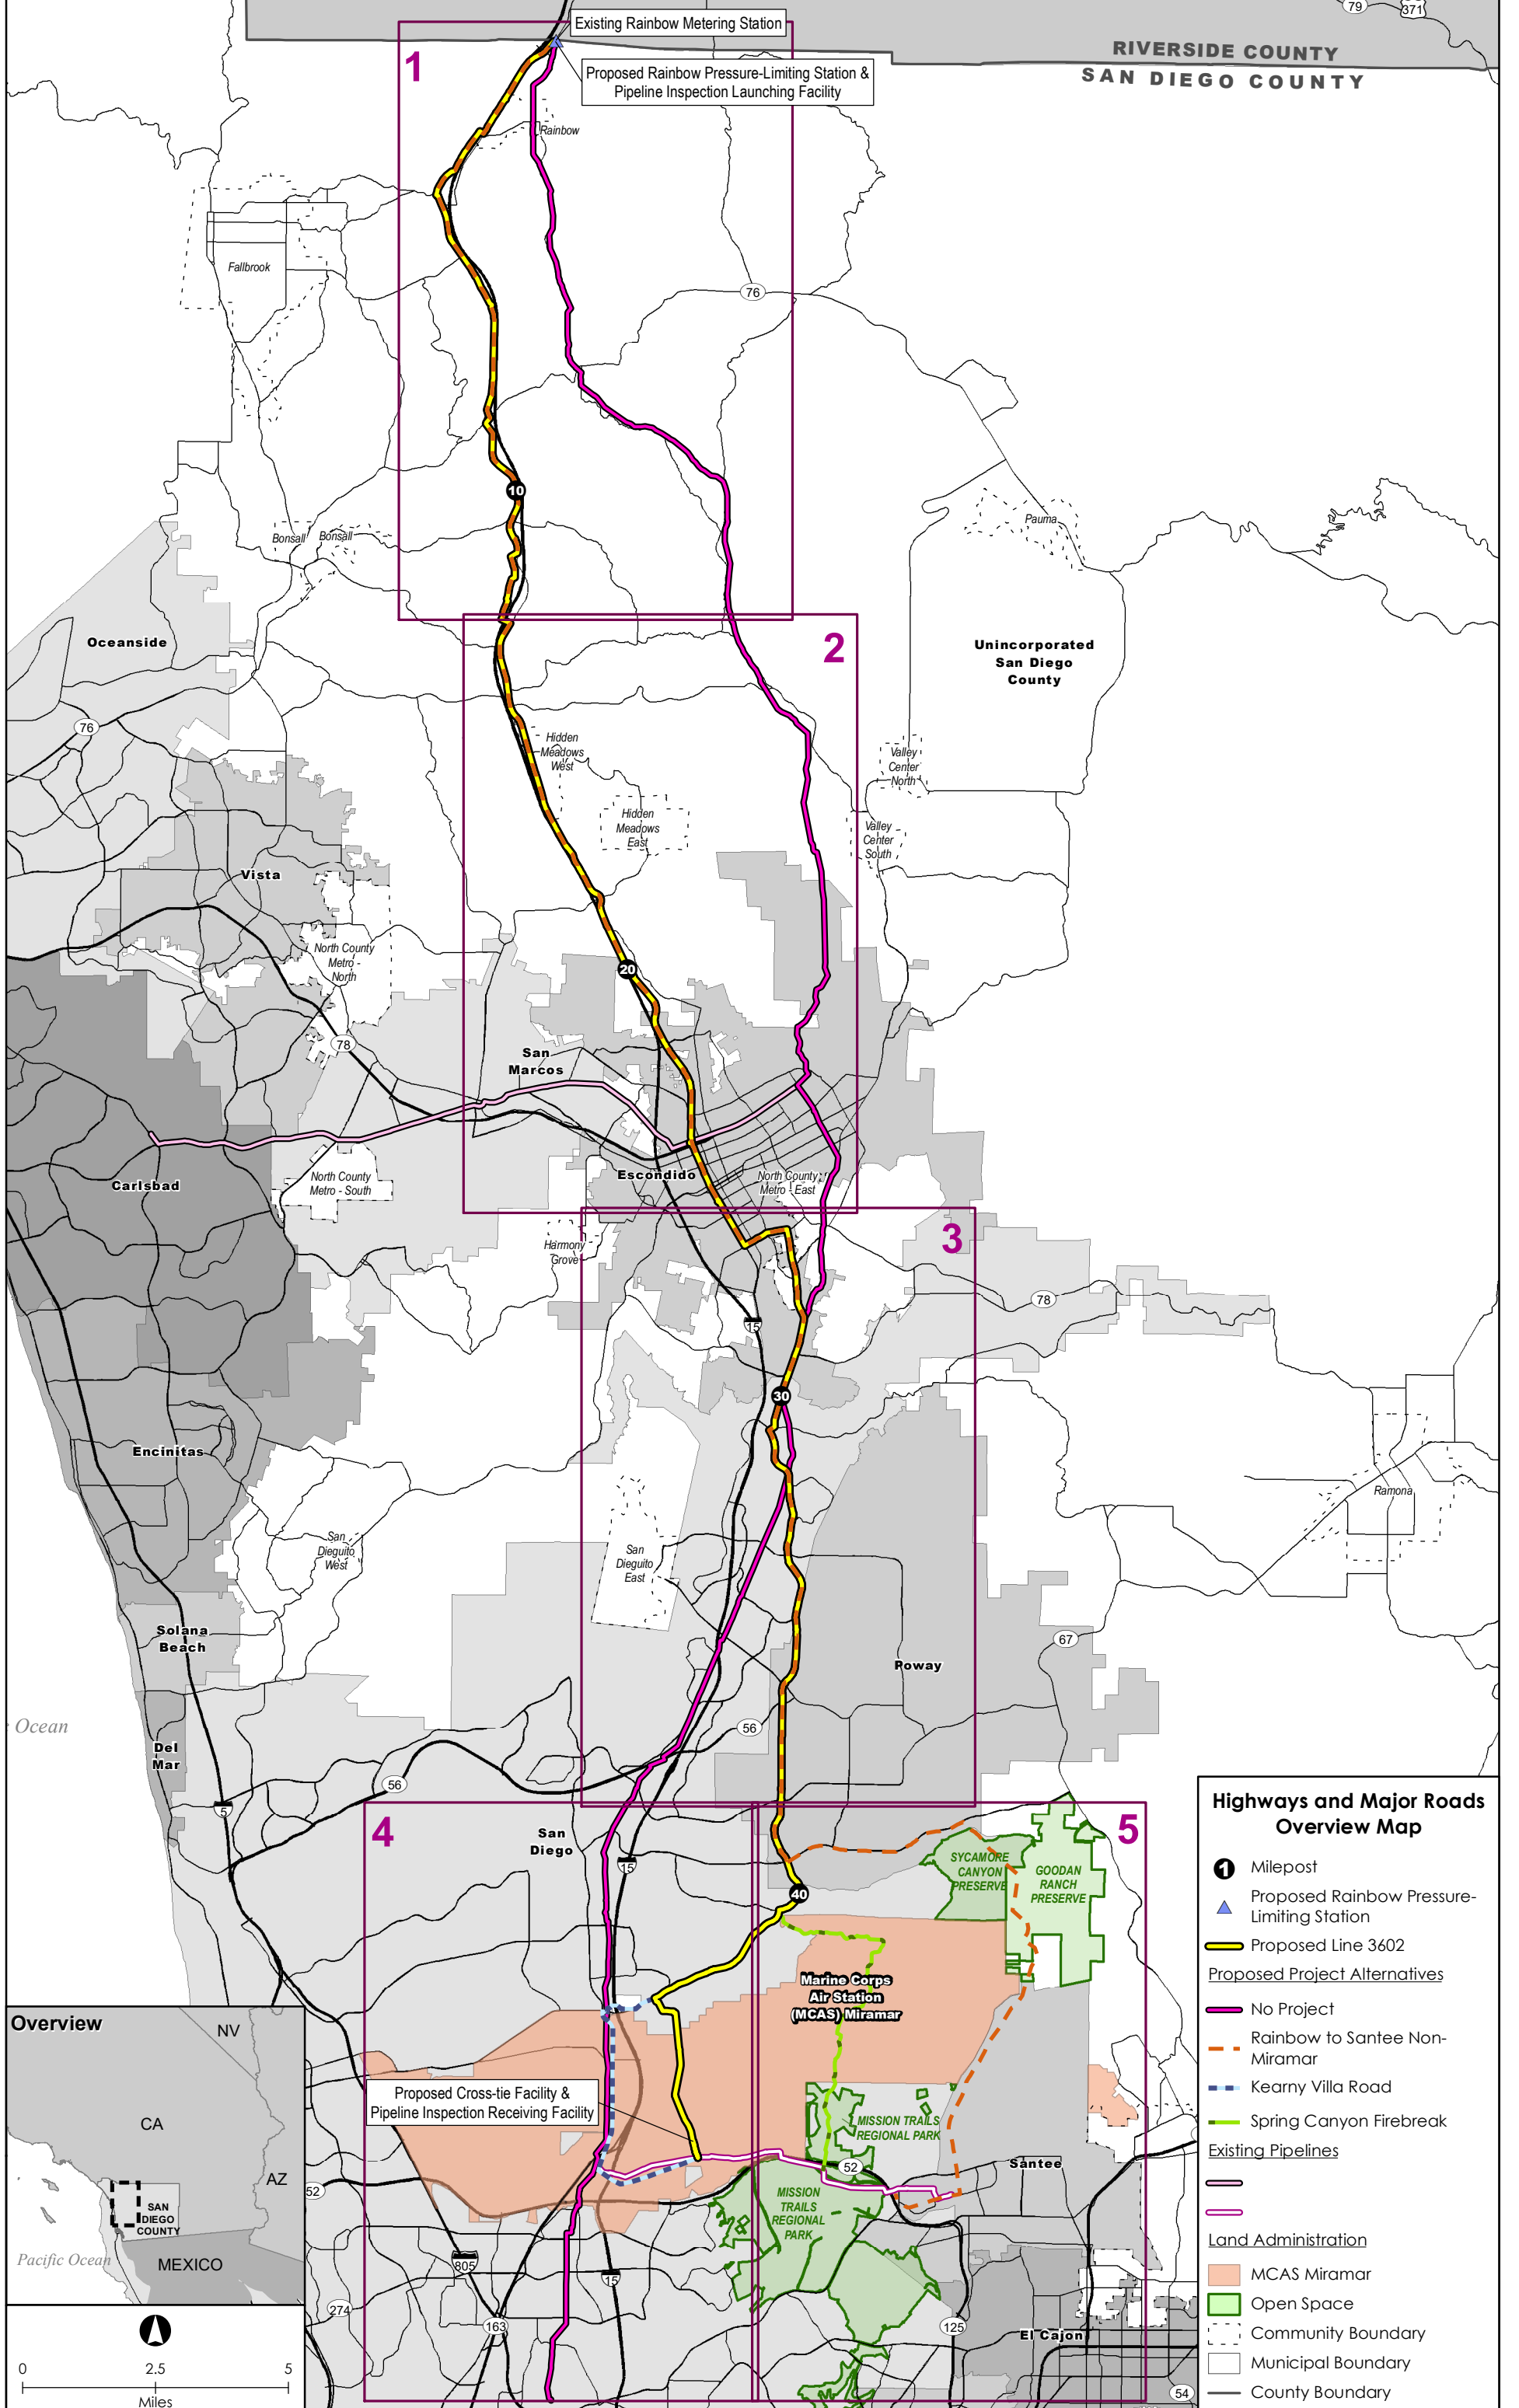 79
371
Existing Rainbow Metering Station
RIVERSIDE COUNTY
SAN DIEGO COUNTY
1
Proposed Rainbow Pressure-Limiting Station &
Pipeline Inspection Launching Facility
Rainbow
Fallbrook
76
10
Pauma
Bonsall
Bonsall
Oceanside
2
Unincorporated
San Diego
County
76
Hidden
Meadows
West
Valley
Center
North
Hidden
Meadows
East
Valley
Center
South
Vista
North County
Metro -
North
20
78
San
Marcos
Escondido
North County
Metro - East
Carlsbad
North County
Metro - South
3
Harmony
Grove
78
15
30
Encinitas
Ramona
San
Dieguito
West
San
Dieguito
East
Solana
Beach
67
Poway
Ocean
56
Del
Mar
56
5
4
San
Diego
5
15
SYCAMORE
CANYON
PRESERVE
GOODAN
RANCH
PRESERVE
40
Marine Corps
Air Station
(MCAS) Miramar
Proposed Cross-tie Facility &
Pipeline Inspection Receiving Facility
MISSION TRAILS
REGIONAL PARK
52
Santee
52
MISSION
TRAILS
REGIONAL
PARK
805
15
274
163
125
El Cajon
54
Highways and Major Roads
Overview Map
1 Milepost
Proposed Rainbow Pressure-
Limiting Station
Proposed Line 3602
Proposed Project Alternatives
No Project
Rainbow to Santee Non-
Miramar
Kearny Villa Road
Spring Canyon Firebreak
Existing Pipelines
Land Administration
MCAS Miramar
Open Space
Community Boundary
Municipal Boundary
County Boundary
Overview
NV
CA
AZ
SAN
DIEGO
COUNTY
Pacific Ocean
MEXICO
0 2.5 5
Miles